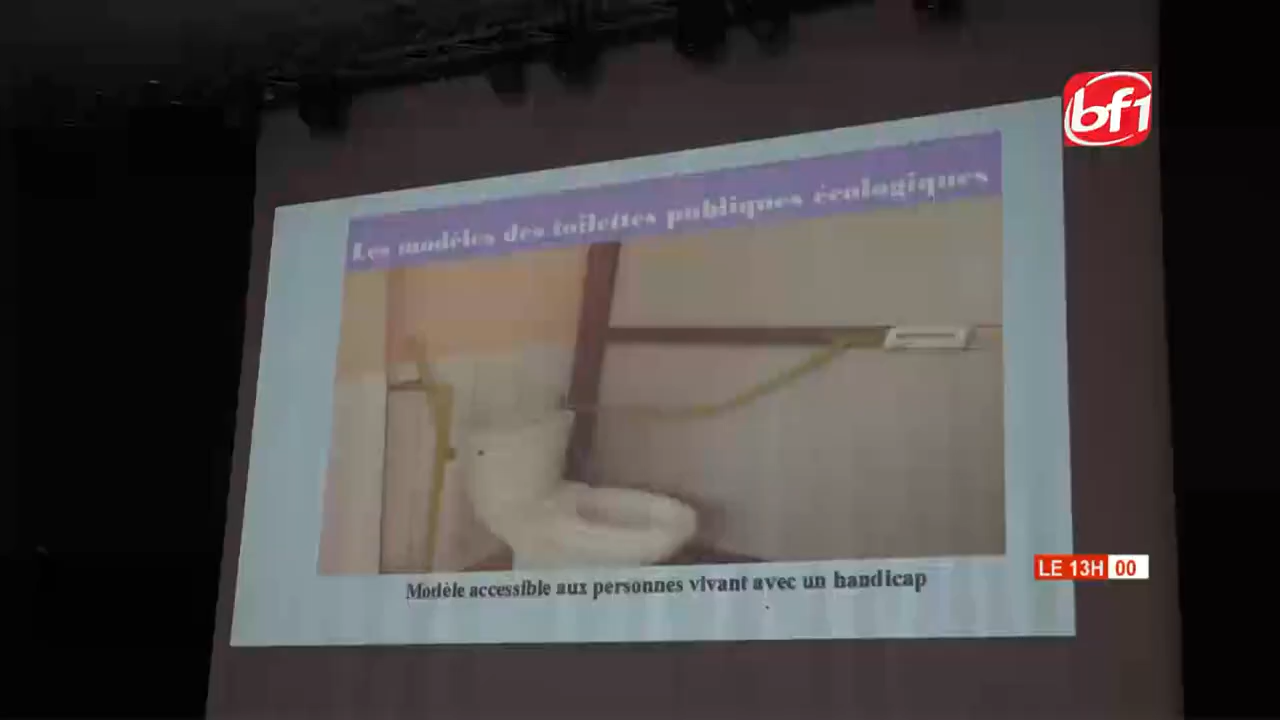 bf1
Les modèles des toilettes publiques écologiques
LE 13H 00
Modèle accessible aux personnes vivant avec un handicap